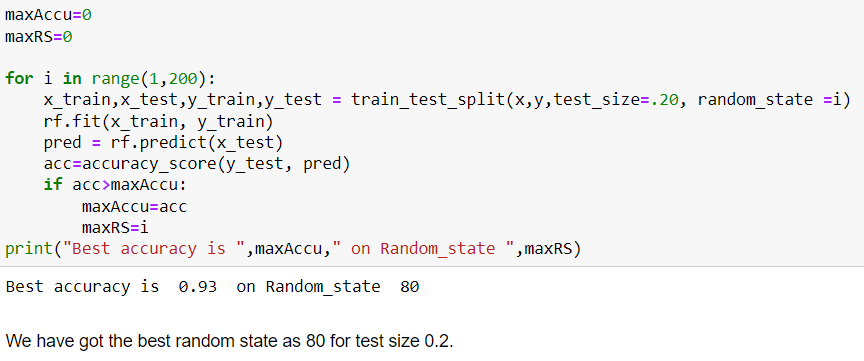 maxAccu=0
maxRS=0
for i in range(1,200):
    x_train,x_test,y_train,y_test = train_test_split(x,y,test_size=.20, random_state =i)
    rf.fit(x_train, y_train)
    pred = rf.predict(x_test)
    acc=accuracy_score(y_test, pred)
    if acc>maxAccu:
        maxAccu=acc
        maxRS=i
print("Best accuracy is ",maxAccu," on Random_state ",maxRS)
Best accuracy is  0.93  on Random_state  80
We have got the best random state as 80 for test size 0.2.